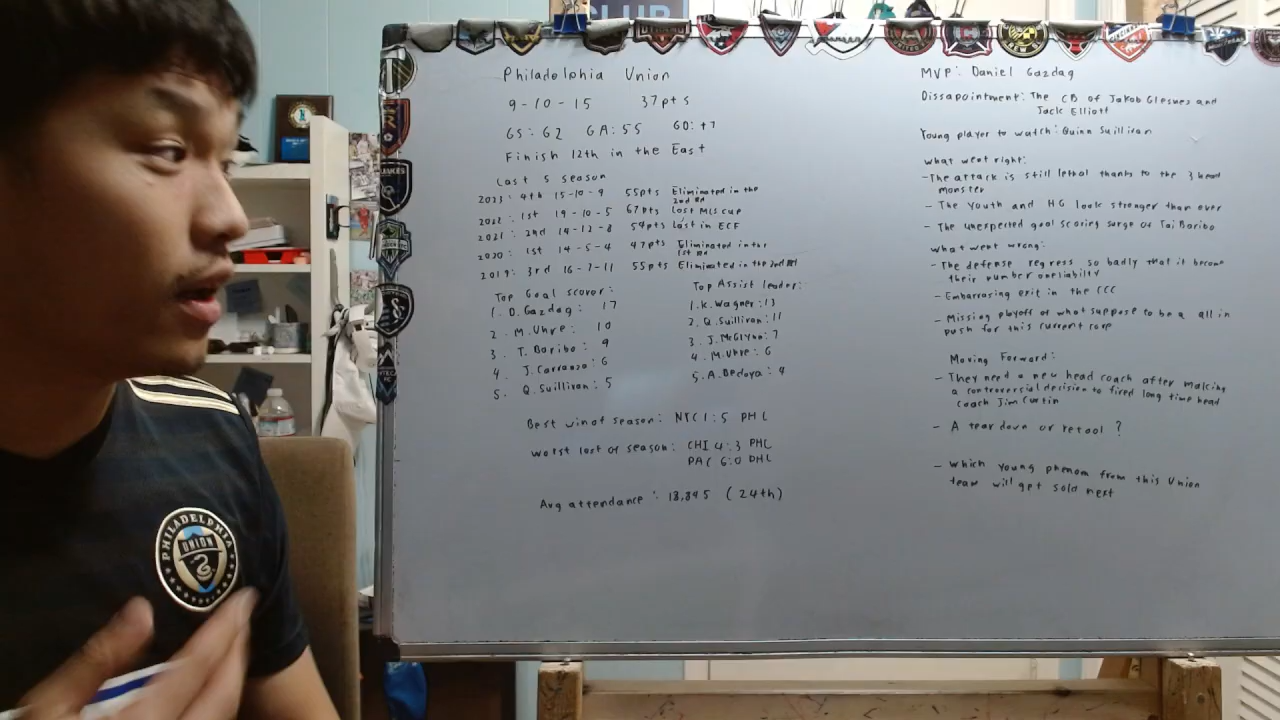 CLUB
Philadelphia Union
9-10-15 37pts
GS: 62 GA: 55 GD: +7
Finish 12th in the East
Last 5 season
2023: 4th 15-10-9 55pts Eliminated in the
2nd Rd
2022: 1st 19-10-5 67pts Lost MLS cup
2021: 2nd 14-12-8 54pts Lost in ECF
2020: 1st 14-5-4 47pts Eliminated in the
1st Rd
2019: 3rd 16-7-11 55pts Eliminated in the 2nd Rd
Top Goal scorer:
1. D. Gazdag: 17
2. M. Uhre: 10
3. T. Baribo: 9
4. J. Carranza: 6
5. Q. Suillivan: 5
Top Assist leader:
1. K. Wagner: 13
2. Q. Suillivan: 11
3. J. McGlynn: 7
4. M. Uhre: 6
5. A. Bedoya: 4
Best win of season: NYC 1:5 PHL
Worst lost of season: CHI 4:3 PHL
PAC 6:0 PHL
Avg attendance: 18,895 (24th)
MVP: Daniel Gazdag
Dissapointment: The CB of Jakob Glesnes and
Jack Elliott
Young player to watch: Quinn Suillivan
What went right:
-The attack is still lethal thanks to the 3 head
monster
- The youth and HG look stronger than ever
- The unexpected goal scoring surge of Tai Baribo
What went wrong:
- The defense regress so badly that it become
their number one liability
- Embarrasing exit in the CCC
- Missing playoff of what suppose to be a all in
push for this current core
Moving Forward:
- They need a new head coach after making
a controversial decision to fired long time head
coach Jim Curtin
- A tear down or retool?
- Which young phenom from this Union
team will get sold next
PHILADELPHIA
UNION